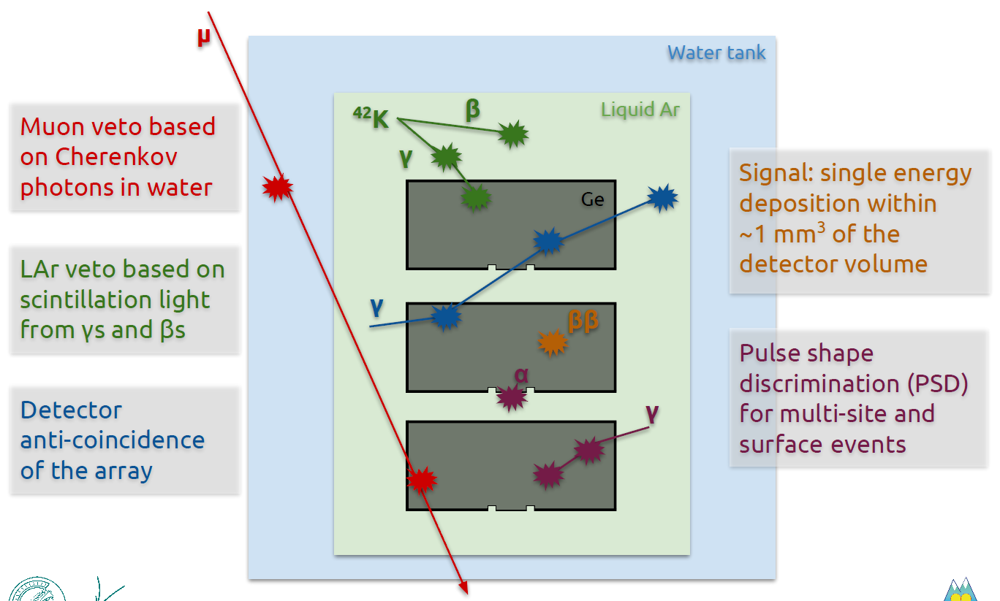 μ
Water tank
Liquid Ar
⁴²K
β
γ
Ge
γ
ββ
α
γ
Muon veto based
on Cherenkov
photons in water
LAr veto based on
scintillation light
from γs and βs
Detector
anti-coincidence
of the array
Signal: single energy
deposition within
~1 mm³ of the
detector volume
Pulse shape
discrimination (PSD)
for multi-site and
surface events